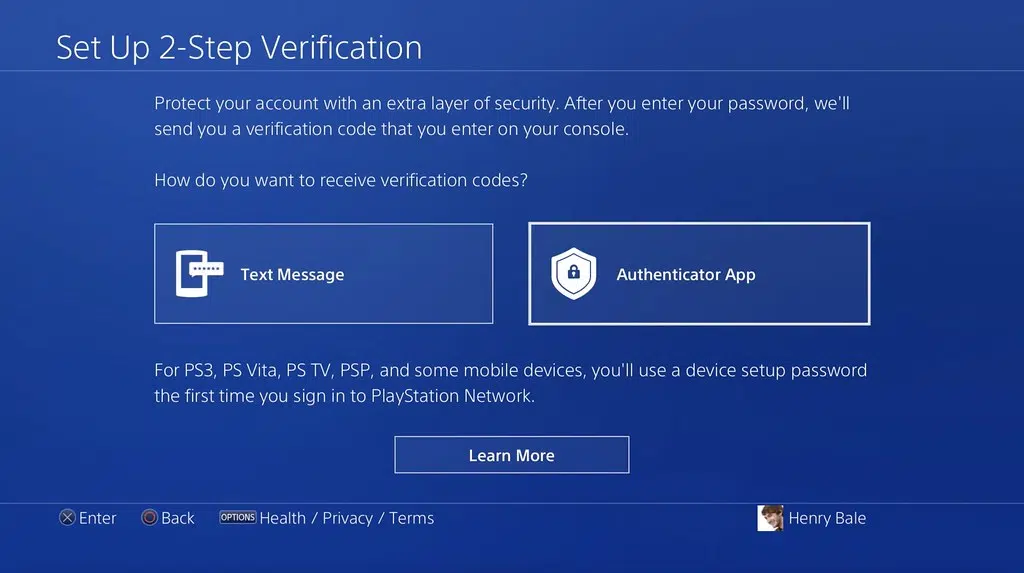 Set Up 2-Step Verification
Protect your account with an extra layer of security. After you enter your password, we'll
send you a verification code that you enter on your console.
How do you want to receive verification codes?
Text Message
Authenticator App
For PS3, PS Vita, PS TV, PSP, and some mobile devices, you'll use a device setup password
the first time you sign in to PlayStation Network.
Learn More
Enter
Back
OPTIONS Health / Privacy / Terms
Henry Bale